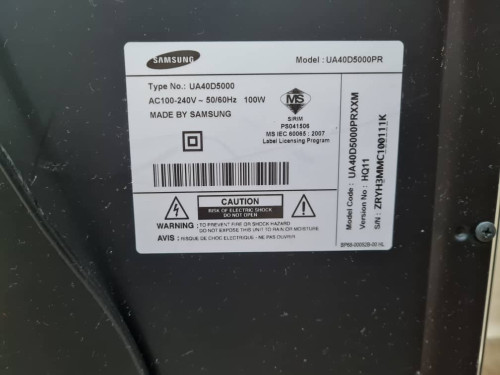 SAMSUNG
Model : UA40D5000PR
Type No.: UA40D5000
AC100-240V ~ 50/60Hz 100W
MADE BY SAMSUNG
MS
SIRIM
PS041506
MS IEC 60065 : 2007
Label Licensing Program
CAUTION
RISK OF ELECTRIC SHOCK
DO NOT OPEN
WARNING : TO PREVENT FIRE OR SHOCK HAZARD
DO NOT EXPOSE THIS UNIT TO RAIN OR MOISTURE
AVIS : RISQUE DE CHOC ELECTRIQUE - NE PAS OUVRIR
Model Code : UA40D5000PRXXM
Version No : HQ11
S/N : ZRYH3MMC100111K